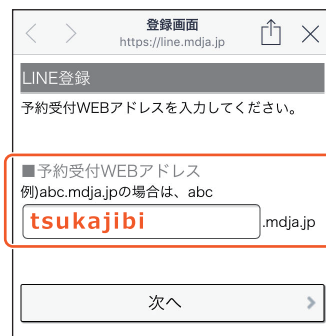 登録画面
https://line.mdja.jp
LINE登録
予約受付WEBアドレスを入力してください。
■予約受付WEBアドレス
例)abc.mdja.jpの場合は、abc
tsukajibi .mdja.jp
次へ